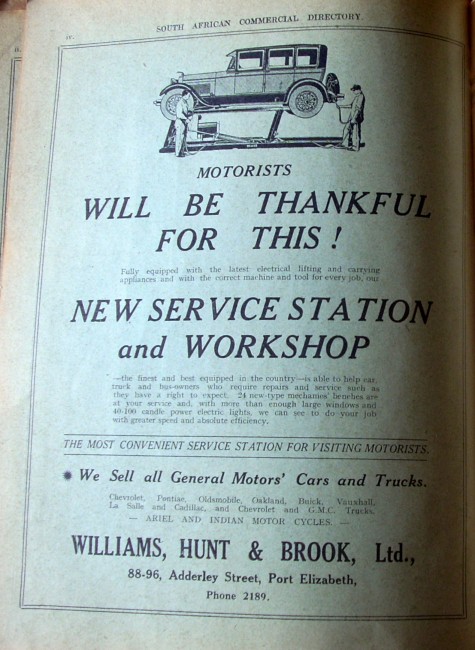 SOUTH AFRICAN COMMERCIAL DIRECTORY.
iv.
ii.
MOTORISTS
WILL BE THANKFUL
FOR THIS !
Fully equipped with the latest electrical lifting and carrying
appliances and with the correct machine and tool for every job, our
NEW SERVICE STATION
and WORKSHOP
—the finest and best equipped in the country—is able to help car,
truck and bus-owners who require repairs and service such as
they have a right to expect. 24 new-type mechanics' benches are
at your service and, with more than enough large windows and
40-100 candle power electric lights, we can see to do your job
with greater speed and absolute efficiency.
THE MOST CONVENIENT SERVICE STATION FOR VISITING MOTORISTS.
We Sell all General Motors' Cars and Trucks.
Chevrolet, Pontiac, Oldsmobile, Oakland, Buick, Vauxhall,
La Salle and Cadillac, and Chevrolet and G.M.C. Trucks.
— ARIEL AND INDIAN MOTOR CYCLES. —
WILLIAMS, HUNT & BROOK, Ltd.,
88-96, Adderley Street, Port Elizabeth,
Phone 2189.